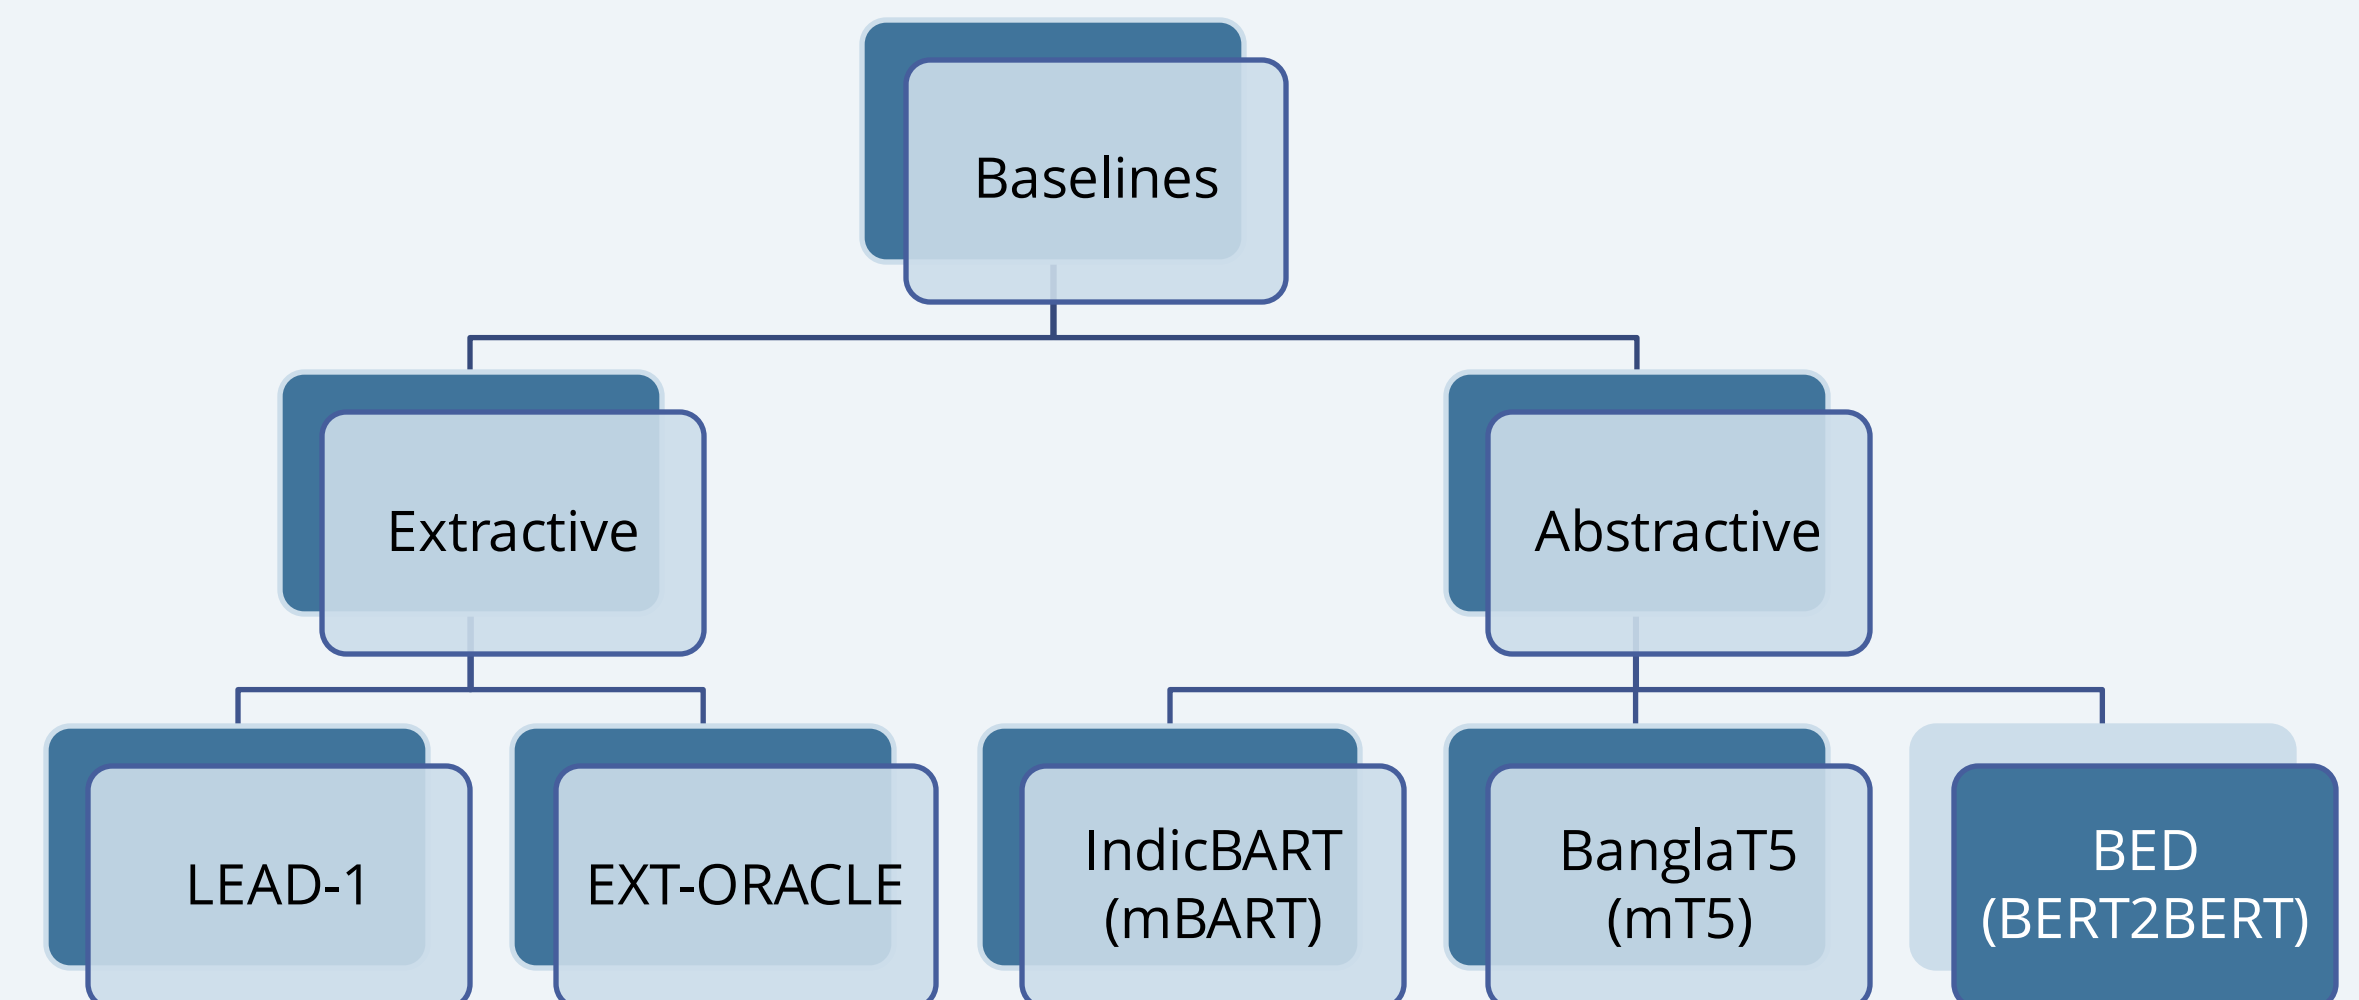 Baselines
Extractive
Abstractive
LEAD-1
EXT-ORACLE
IndicBART
(mBART)
BanglaT5
(mT5)
BED
(BERT2BERT)